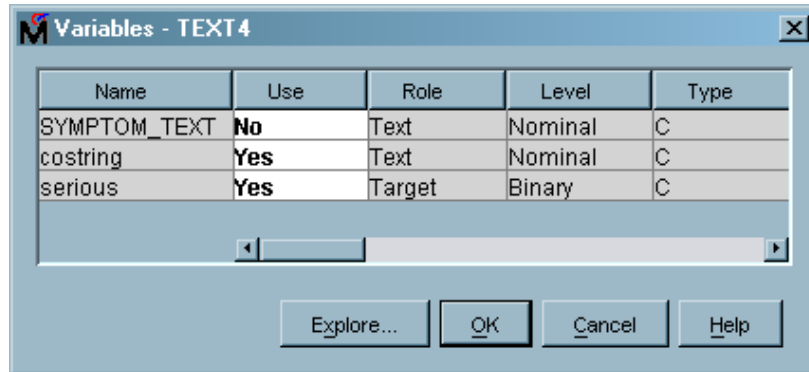 Variables - TEXT4
Name Use Role Level Type
SYMPTOM_TEXT No Text Nominal C
costring Yes Text Nominal C
serious Yes Target Binary C
Explore... OK Cancel Help